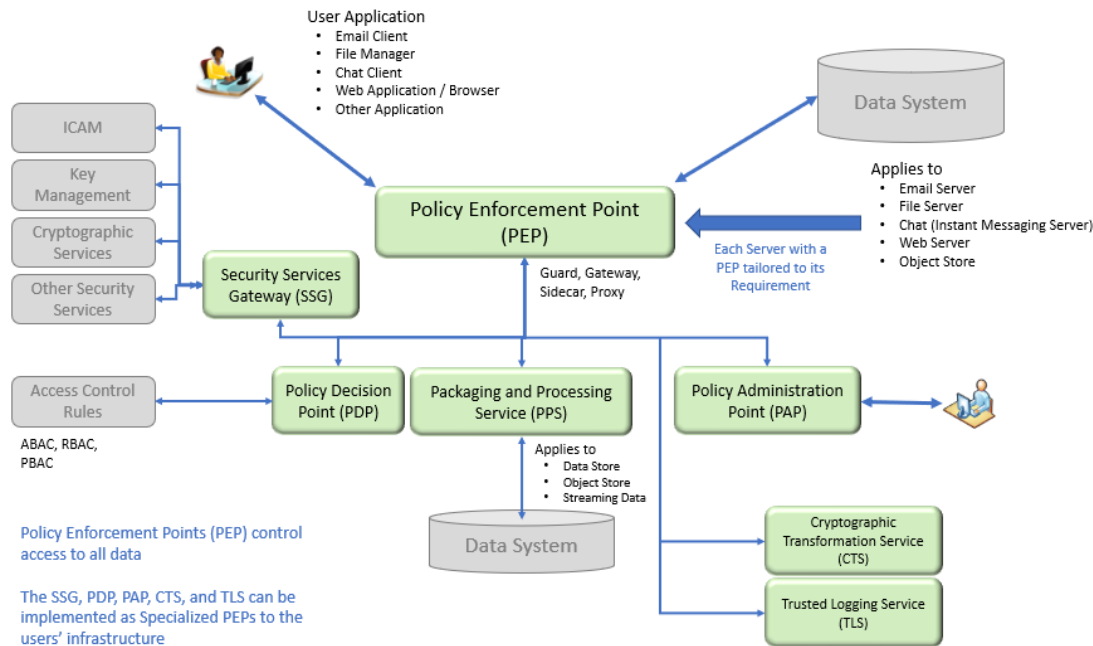 User Application
• Email Client
• File Manager
• Chat Client
• Web Application / Browser
• Other Application
Data System
ICAM
Key
Management
Cryptographic
Services
Other Security
Services
Security Services
Gateway (SSG)
Policy Enforcement Point
(PEP)
Guard, Gateway,
Sidecar, Proxy
Each Server with a
PEP tailored to its
Requirement
Applies to
• Email Server
• File Server
• Chat (Instant Messaging Server)
• Web Server
• Object Store
Access Control
Rules
ABAC, RBAC,
PBAC
Policy Decision
Point (PDP)
Packaging and Processing
Service (PPS)
Policy Administration
Point (PAP)
Applies to
• Data Store
• Object Store
• Streaming Data
Data System
Cryptographic
Transformation Service
(CTS)
Trusted Logging Service
(TLS)
Policy Enforcement Points (PEP) control
access to all data
The SSG, PDP, PAP, CTS, and TLS can be
implemented as Specialized PEPs to the
users' infrastructure